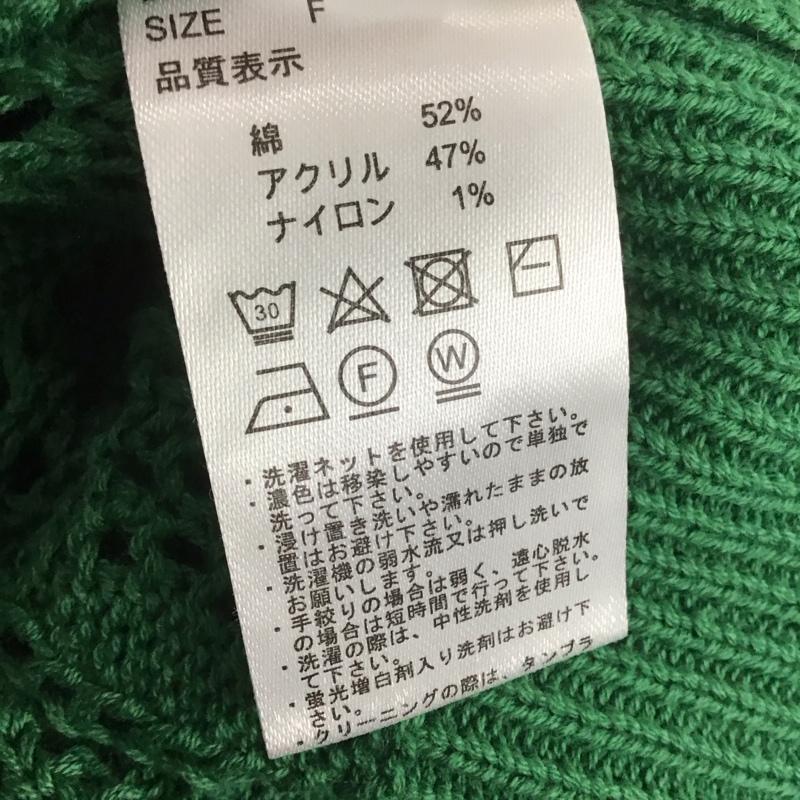 SIZE F
品質表示
綿 52%
アクリル 47%
ナイロン 1%
30
F W
・洗濯ネットを使用して下さい。
・濃色は移染しやすいので単独で
洗って下さい。
・浸け置き洗いや濡れたままの放
置はお避け下さい。
・洗濯機の弱水流又は押し洗いで
お願いします。
・手絞りの場合は弱く、遠心脱水
の場合は短時間で行って下さい。
・洗濯の際は、中性洗剤を使用し
て下さい。
・蛍光増白剤入り洗剤はお避け下
さい。
・クリーニングの際は、タンブラ